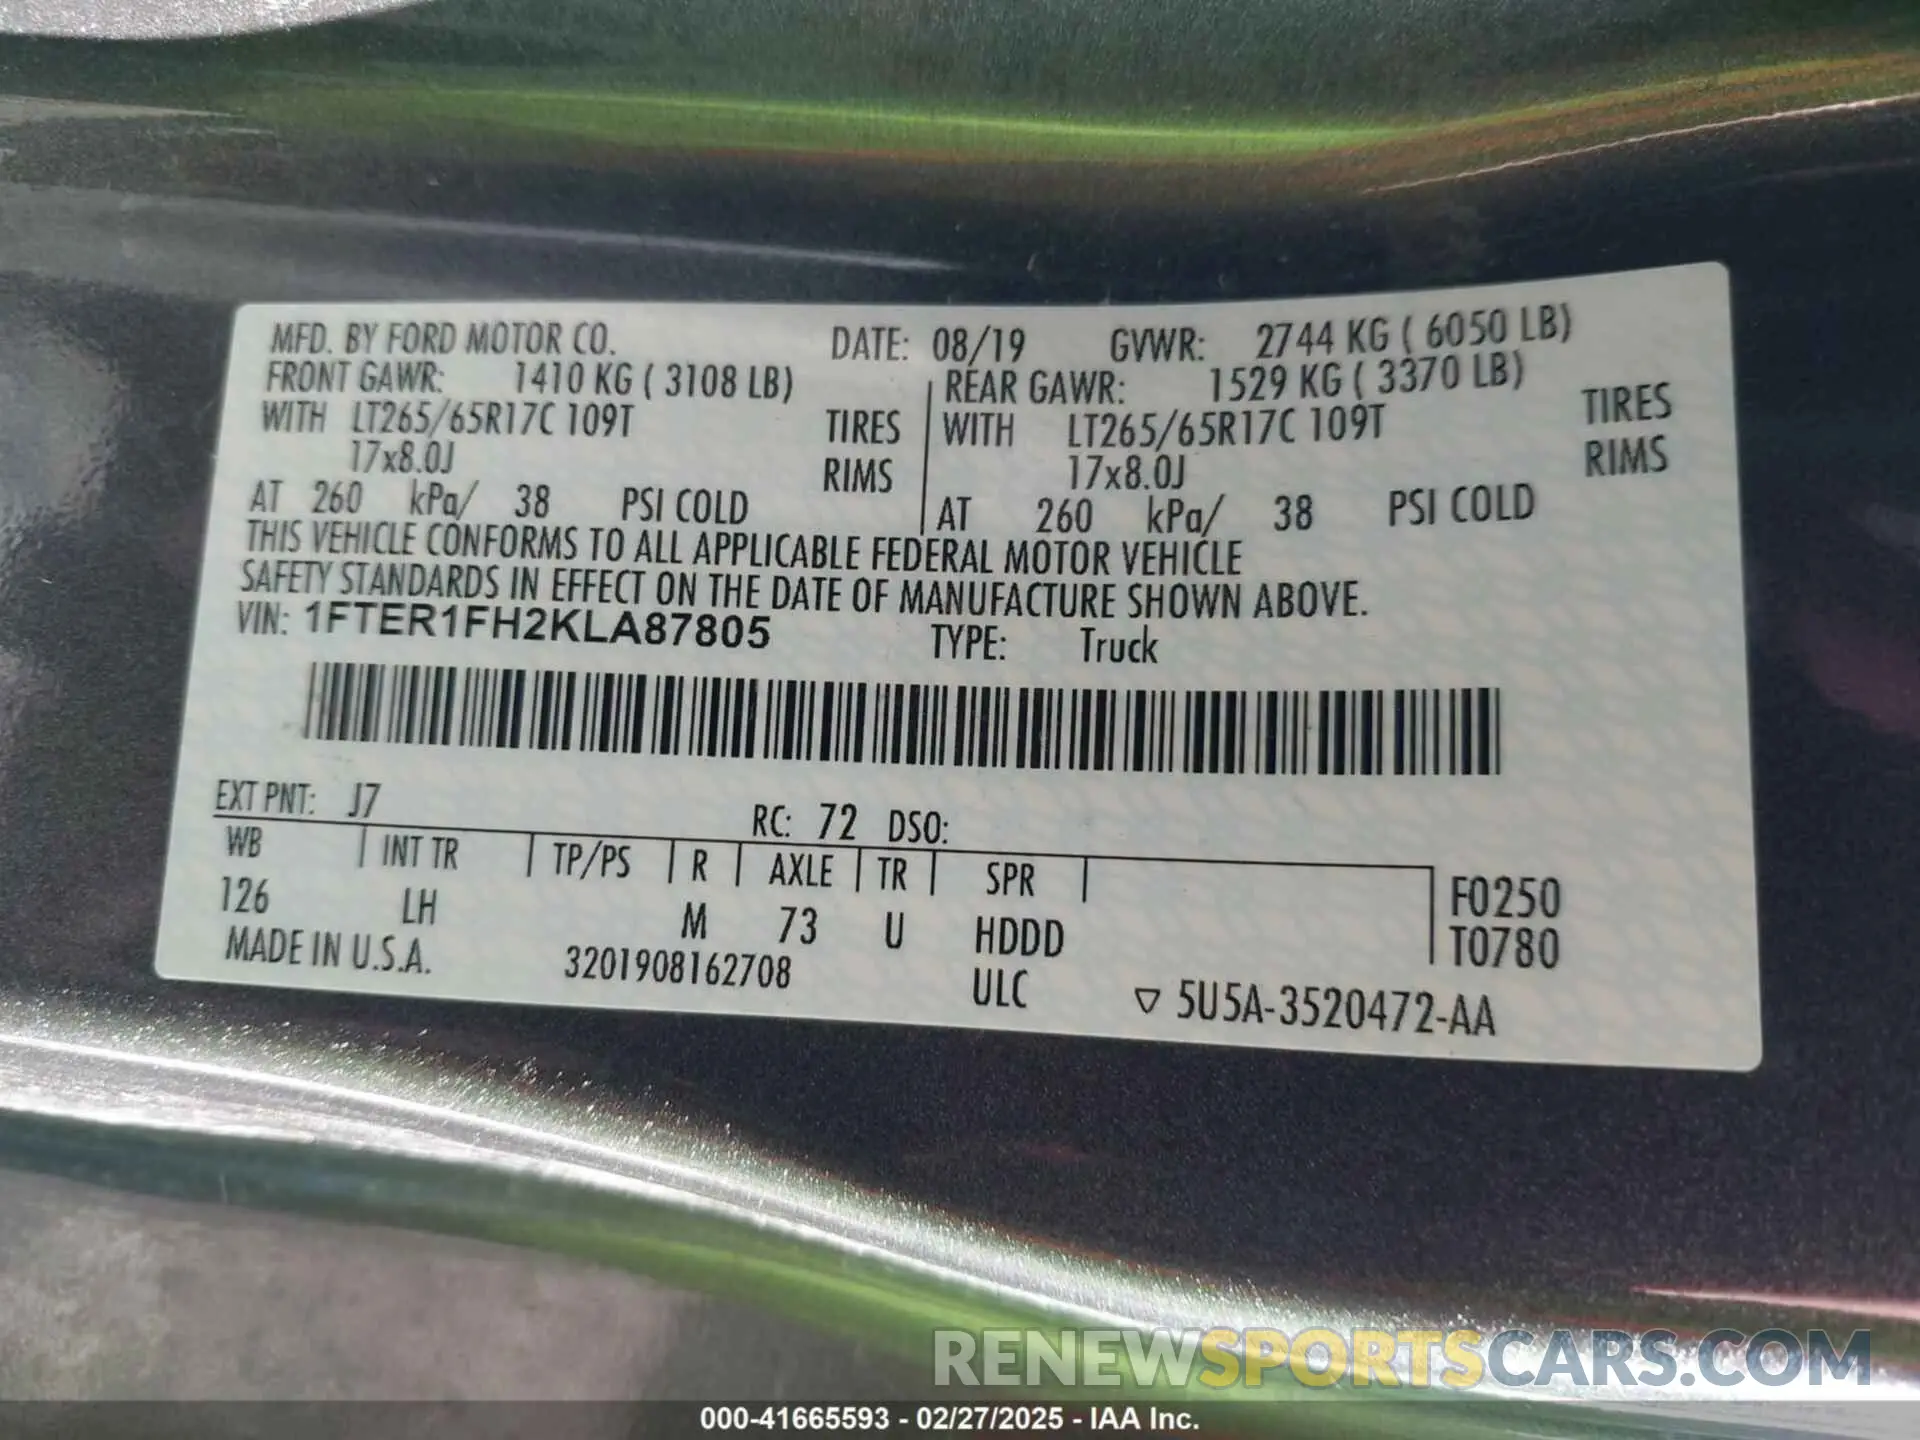 MFD. BY FORD MOTOR CO. DATE: 08/19 GVWR: 2744 KG ( 6050 LB)
FRONT GAWR: 1410 KG ( 3108 LB) REAR GAWR: 1529 KG ( 3370 LB)
WITH LT265/65R17C 109T TIRES WITH LT265/65R17C 109T TIRES
17x8.0J RIMS 17x8.0J RIMS
AT 260 kPa/ 38 PSI COLD AT 260 kPa/ 38 PSI COLD
THIS VEHICLE CONFORMS TO ALL APPLICABLE FEDERAL MOTOR VEHICLE
SAFETY STANDARDS IN EFFECT ON THE DATE OF MANUFACTURE SHOWN ABOVE.
VIN: 1FTER1FH2KLA87805 TYPE: Truck
EXT PNT: J7 RC: 72 DSO:
WB INT TR TP/PS R AXLE TR SPR F0250
126 LH M 73 U HDDD T0780
MADE IN U.S.A. 3201908162708 ULC ▽ 5U5A-3520472-AA
RENEWSPORTSCARS.COM
000-41665593 - 02/27/2025 - IAA Inc.